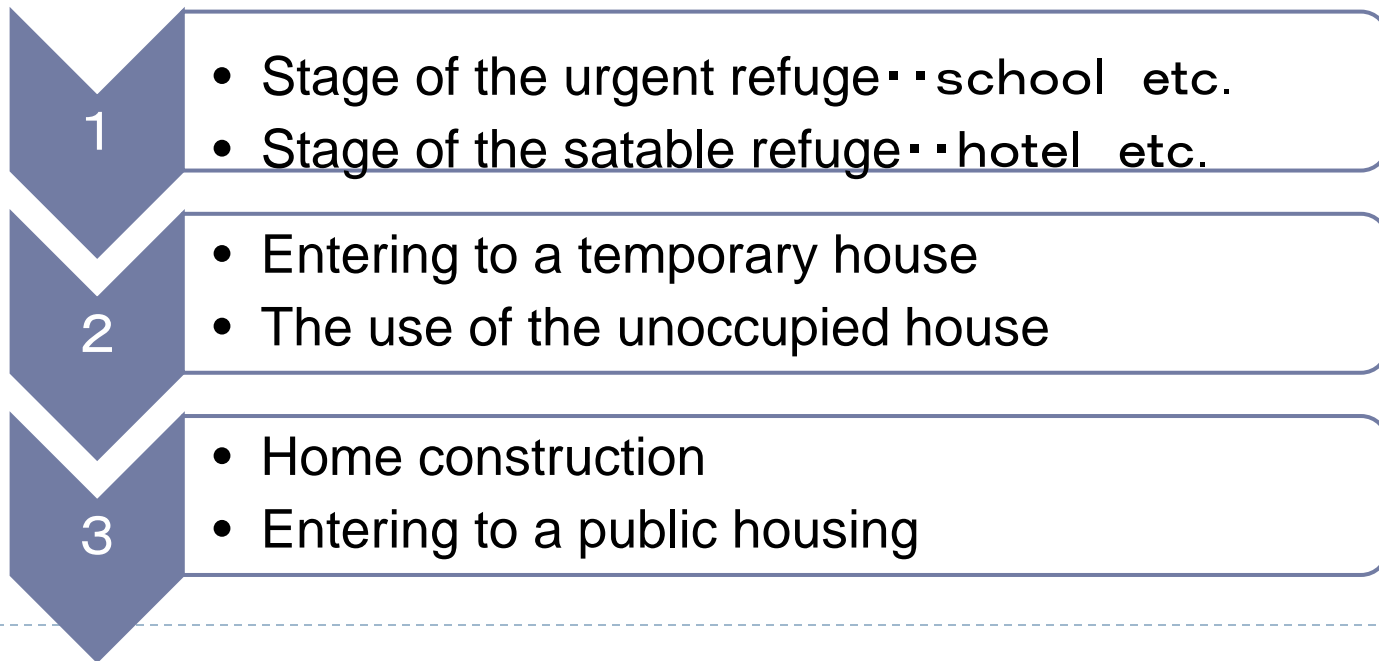 1
• Stage of the urgent refuge・・school etc.
• Stage of the satable refuge・・hotel etc.
2
• Entering to a temporary house
• The use of the unoccupied house
3
• Home construction
• Entering to a public housing